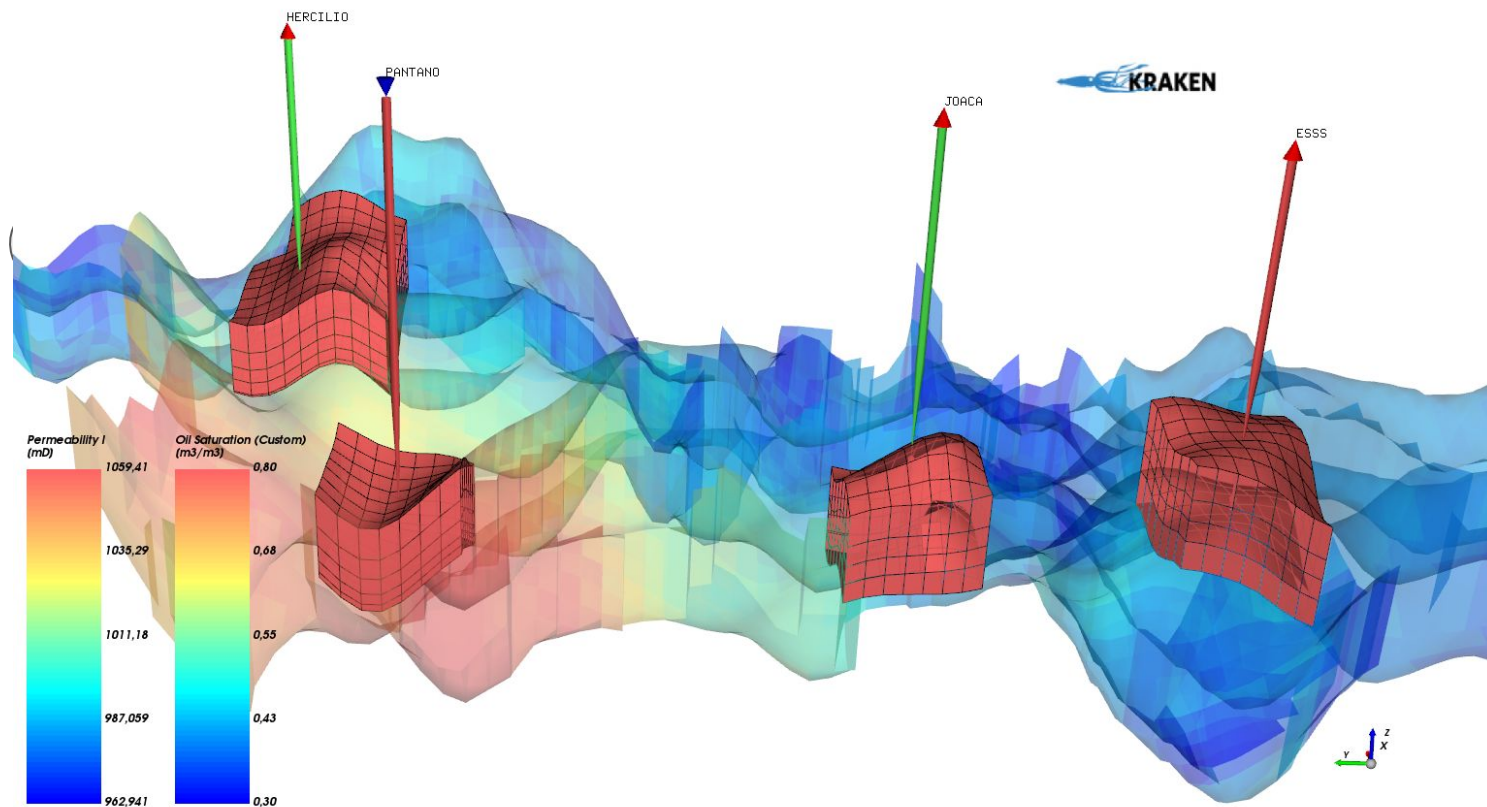 HERCILIO
PANTANO
KRAKEN
JOACA
ESSS
Permeability I
(mD)
1059,41
1035,29
1011,18
987,059
962,941
Oil Saturation (Custom)
(m3/m3)
0,80
0,68
0,55
0,43
0,30
Z
X
Y